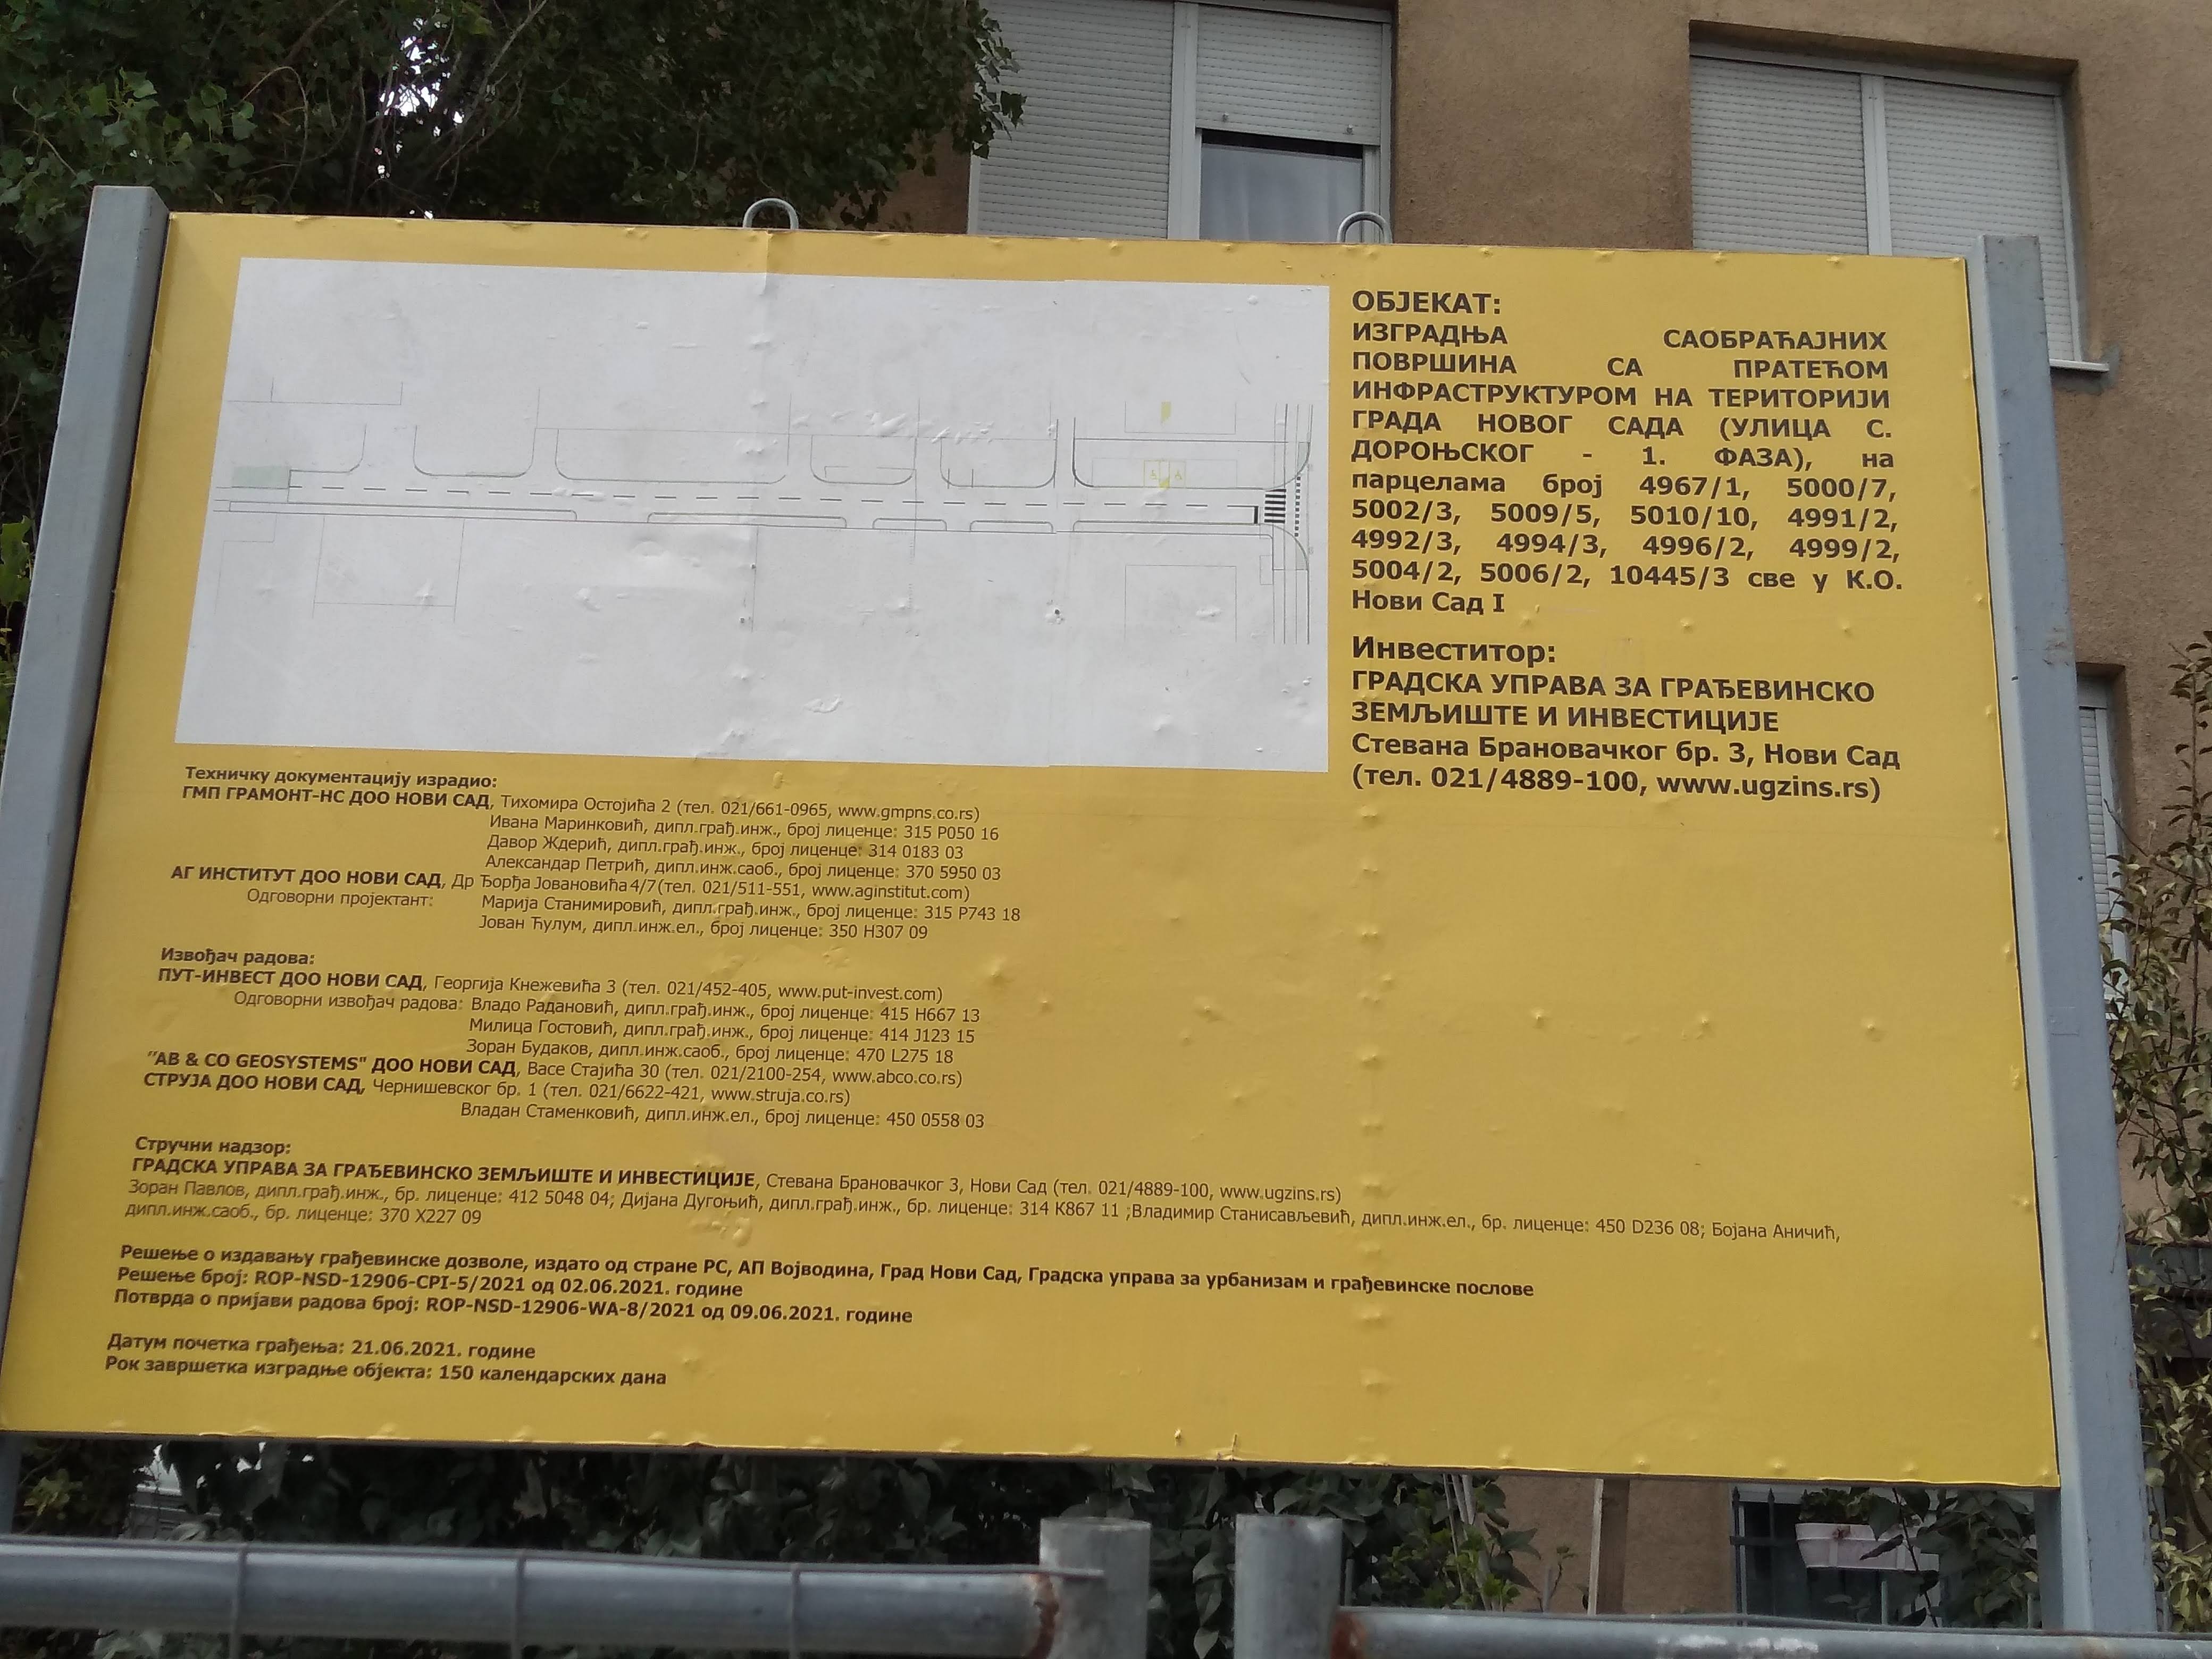 ОБЈЕКАТ:
ИЗГРАДЊА САОБРАЋАЈНИХ
ПОВРШИНА СА ПРАТЕЋОМ
ИНФРАСТРУКТУРОМ НА ТЕРИТОРИЈИ
ГРАДА НОВОГ САДА (УЛИЦА С.
ДОРОЊСКОГ - 1. ФАЗА), на
парцелама број 4967/1, 5000/7,
5002/3, 5009/5, 5010/10, 4991/2,
4992/3, 4994/3, 4996/2, 4999/2,
5004/2, 5006/2, 10445/3 све у К.О.
Нови Сад I
Инвеститор:
ГРАДСКА УПРАВА ЗА ГРАЂЕВИНСКО
ЗЕМЉИШТЕ И ИНВЕСТИЦИЈЕ
Стевана Брановачког бр. 3, Нови Сад
(тел. 021/4889-100, www.ugzins.rs)
Техничку документацију израдио:
ГМП ГРАМОНТ-НС ДОО НОВИ САД, Тихомира Остојића 2 (тел. 021/661-0965, www.gmpns.co.rs)
Ивана Маринковић, дипл.грађ.инж., број лиценце: 315 P050 16
Давор Ждерић, дипл.грађ.инж., број лиценце: 314 0183 03
Александар Петрић, дипл.инж.саоб., број лиценце: 370 5950 03
АГ ИНСТИТУТ ДОО НОВИ САД, Др Ђорђа Јовановића 4/7(тел. 021/511-551, www.aginstitut.com)
Одговорни пројектант: Марија Станимировић, дипл.грађ.инж., број лиценце: 315 P743 18
Јован Ћулум, дипл.инж.ел., број лиценце: 350 H307 09
Извођач радова:
ПУТ-ИНВЕСТ ДОО НОВИ САД, Георгија Кнежевића 3 (тел. 021/452-405, www.put-invest.com)
Одговорни извођач радова: Владо Радановић, дипл.грађ.инж., број лиценце: 415 H667 13
Милица Гостовић, дипл.грађ.инж., број лиценце: 414 J123 15
Зоран Будаков, дипл.инж.саоб., број лиценце: 470 L275 18
"AB & CO GEOSYSTEMS" ДОО НОВИ САД, Васе Стајића 30 (тел. 021/2100-254, www.abco.co.rs)
СТРУЈА ДОО НОВИ САД, Чернишевског бр. 1 (тел. 021/6622-421, www.struja.co.rs)
Владан Стаменковић, дипл.инж.ел., број лиценце: 450 0558 03
Стручни надзор:
ГРАДСКА УПРАВА ЗА ГРАЂЕВИНСКО ЗЕМЉИШТЕ И ИНВЕСТИЦИЈЕ, Стевана Брановачког 3, Нови Сад (тел. 021/4889-100, www.ugzins.rs)
Зоран Павлов, дипл.грађ.инж., бр. лиценце: 412 5048 04; Дијана Дугоњић, дипл.грађ.инж., бр. лиценце: 314 K867 11 ;Владимир Станисављевић, дипл.инж.ел., бр. лиценце: 450 D236 08; Бојана Аничић,
дипл.инж.саоб., бр. лиценце: 370 X227 09
Решење о издавању грађевинске дозволе, издато од стране РС, АП Војводина, Град Нови Сад, Градска управа за урбанизам и грађевинске послове
Решење број: ROP-NSD-12906-CPI-5/2021 од 02.06.2021. године
Потврда о пријави радова број: ROP-NSD-12906-WA-8/2021 од 09.06.2021. године
Датум почетка грађења: 21.06.2021. године
Рок завршетка изградње објекта: 150 календарских дана